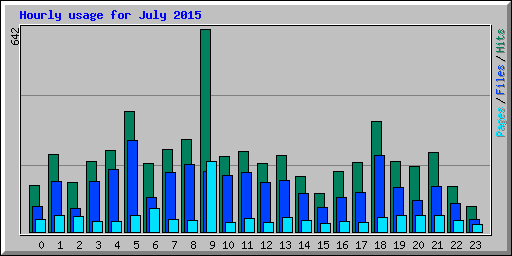 Hourly usage for July 2015
642
Pages/Files/Hits
0 1 2 3 4 5 6 7 8 9 10 11 12 13 14 15 16 17 18 19 20 21 22 23